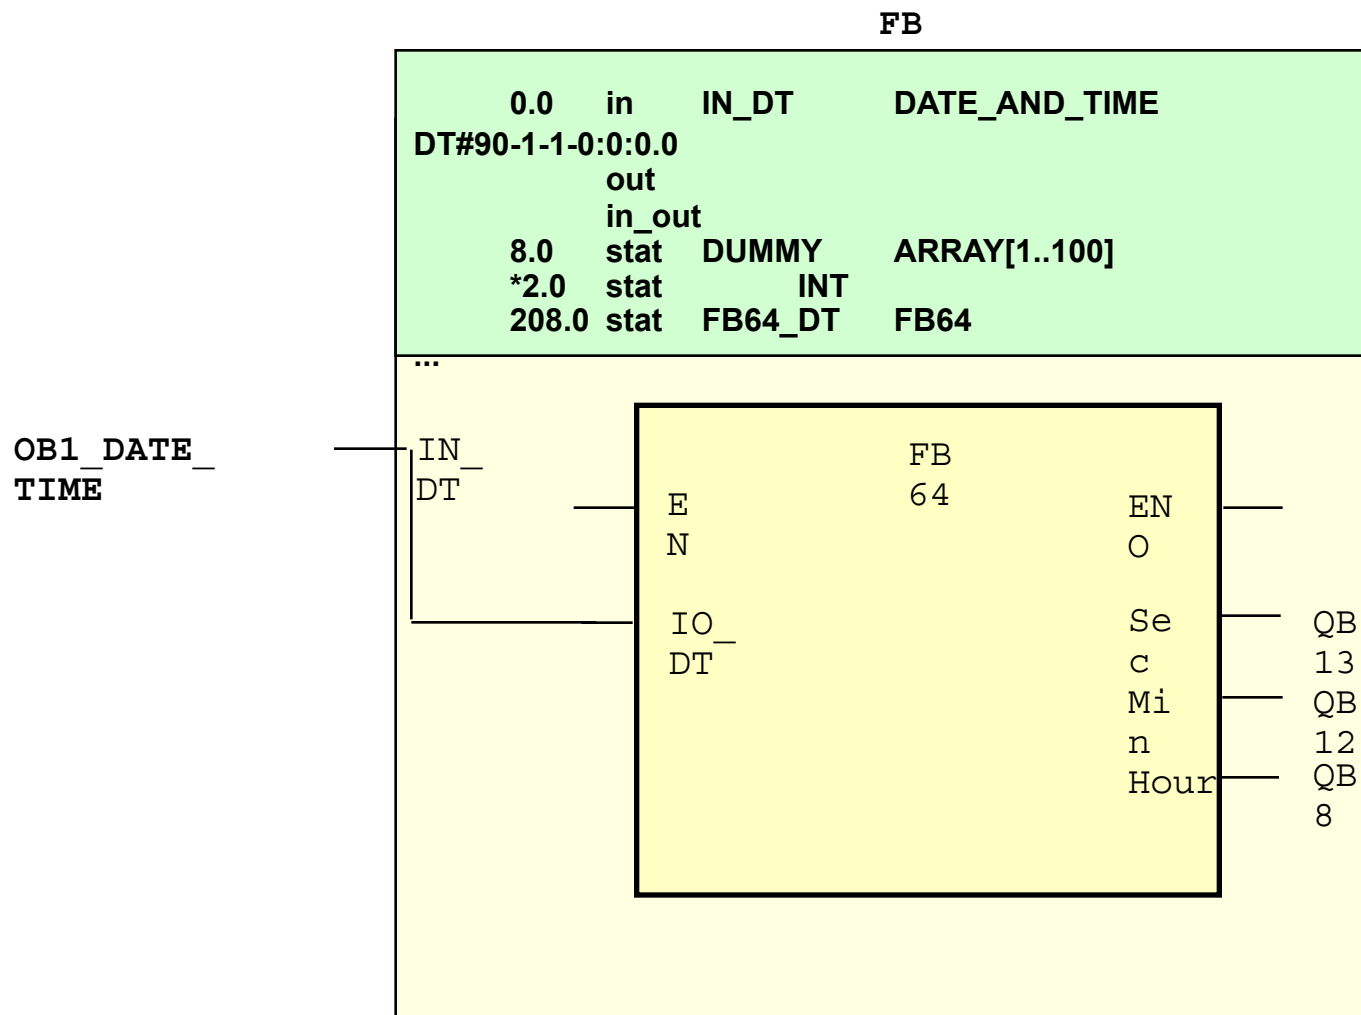 FB
0.0 in IN_DT DATE_AND_TIME
DT#90-1-1-0:0:0.0
out
in_out
8.0 stat DUMMY ARRAY[1..100]
*2.0 stat INT
208.0 stat FB64_DT FB64
...
OB1_DATE_
TIME
IN_
DT
FB
64
E
N
EN
O
IO_
DT
Se
c
QB
13
Mi
n
QB
12
Hour
QB
8